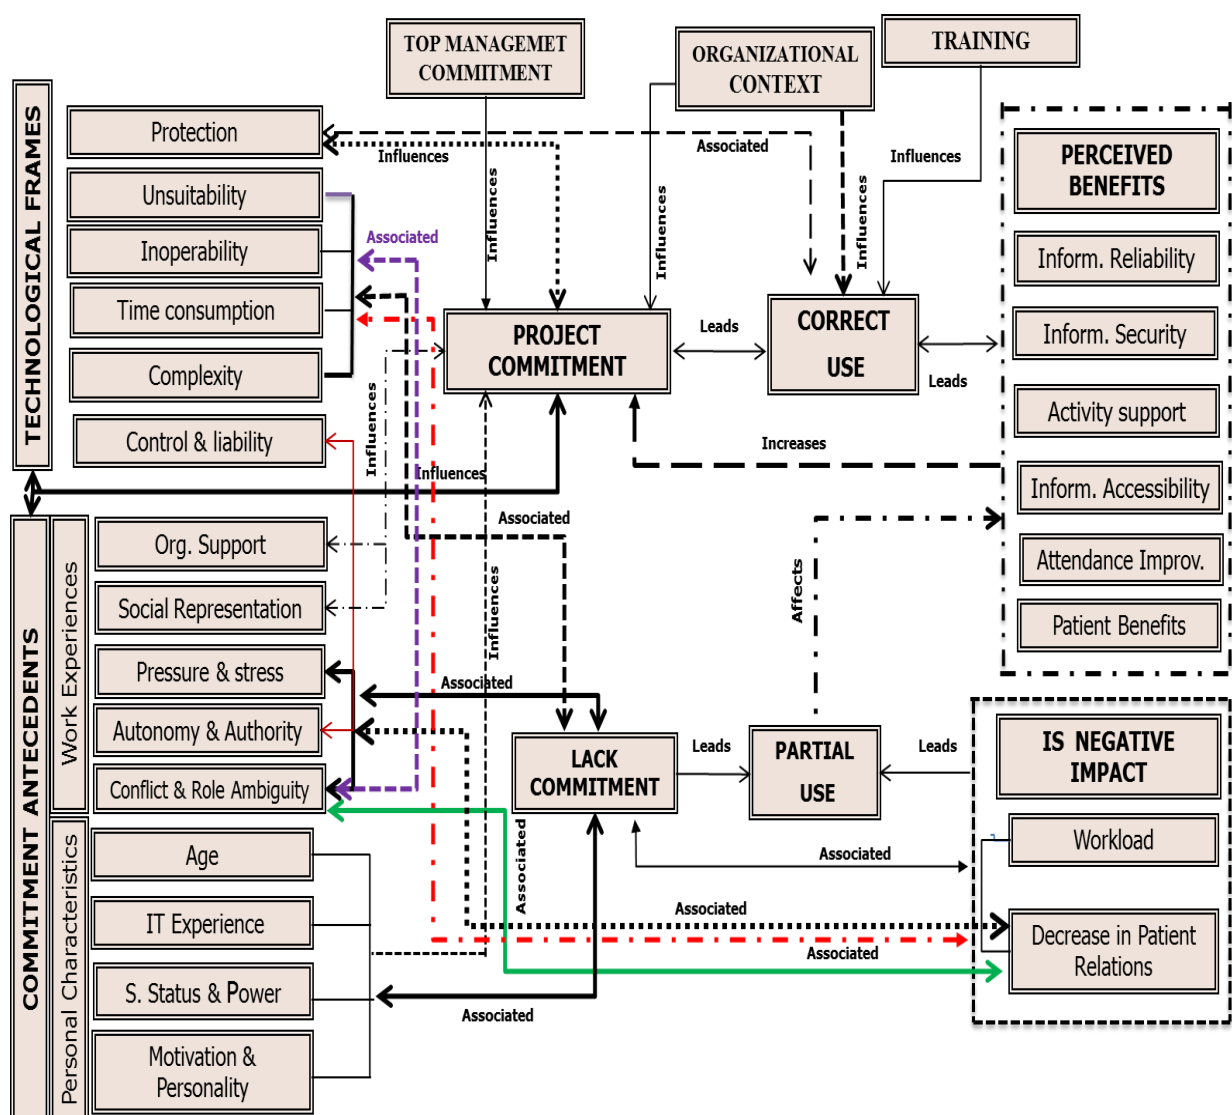 TOP MANAGEMET
COMMITMENT
ORGANIZATIONAL
CONTEXT
TRAINING
TECHNOLOGICAL FRAMES
Protection
Unsuitability
Inoperability
Time consumption
Complexity
Control & liability
Influences
Associated
Associated
Influences
Influences
Influences
Influences
Influences
PROJECT
COMMITMENT
Leads
CORRECT
USE
Leads
PERCEIVED
BENEFITS
Inform. Reliability
Inform. Security
Activity support
Inform. Accessibility
Attendance Improv.
Patient Benefits
Increases
Influences
Associated
Influences
Affects
COMMITMENT ANTECEDENTS
Work Experiences
Org. Support
Social Representation
Pressure & stress
Autonomy & Authority
Conflict & Role Ambiguity
Personal Characteristics
Age
IT Experience
S. Status & Power
Motivation &
Personality
Associated
LACK
COMMITMENT
Leads
PARTIAL
USE
Leads
IS NEGATIVE
IMPACT
Workload
Decrease in Patient
Relations
Associated
Associated
Associated
Associated
Associated